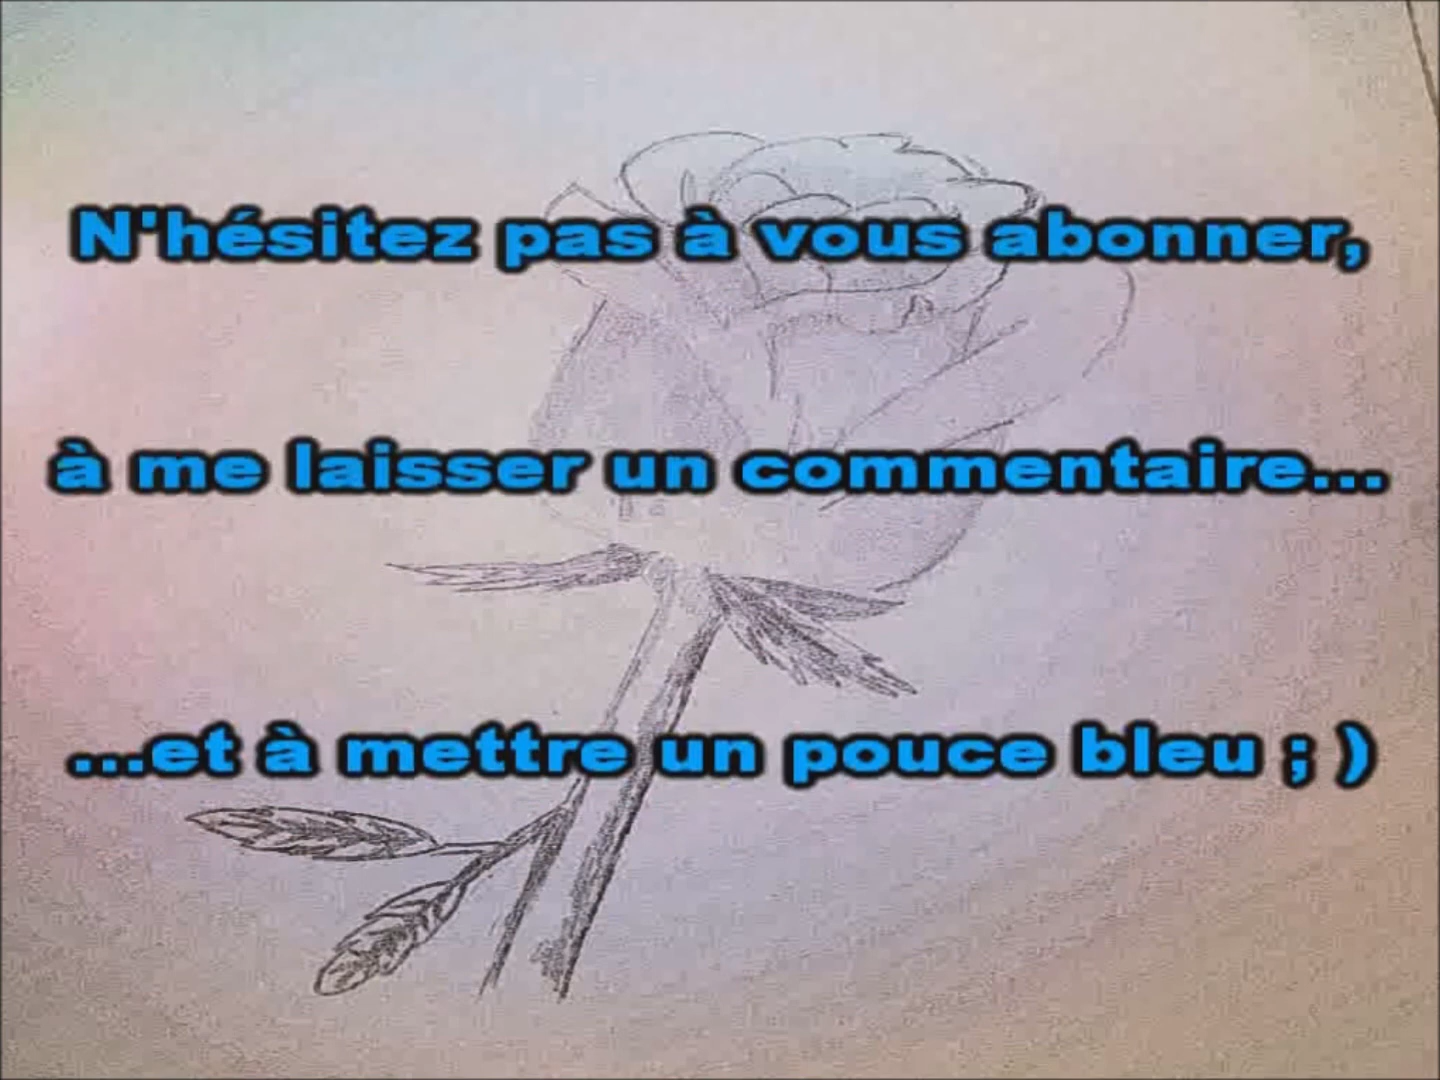 N'hésitez pas à vous abonner,
à me laisser un commentaire...
...et à mettre un pouce bleu ; )